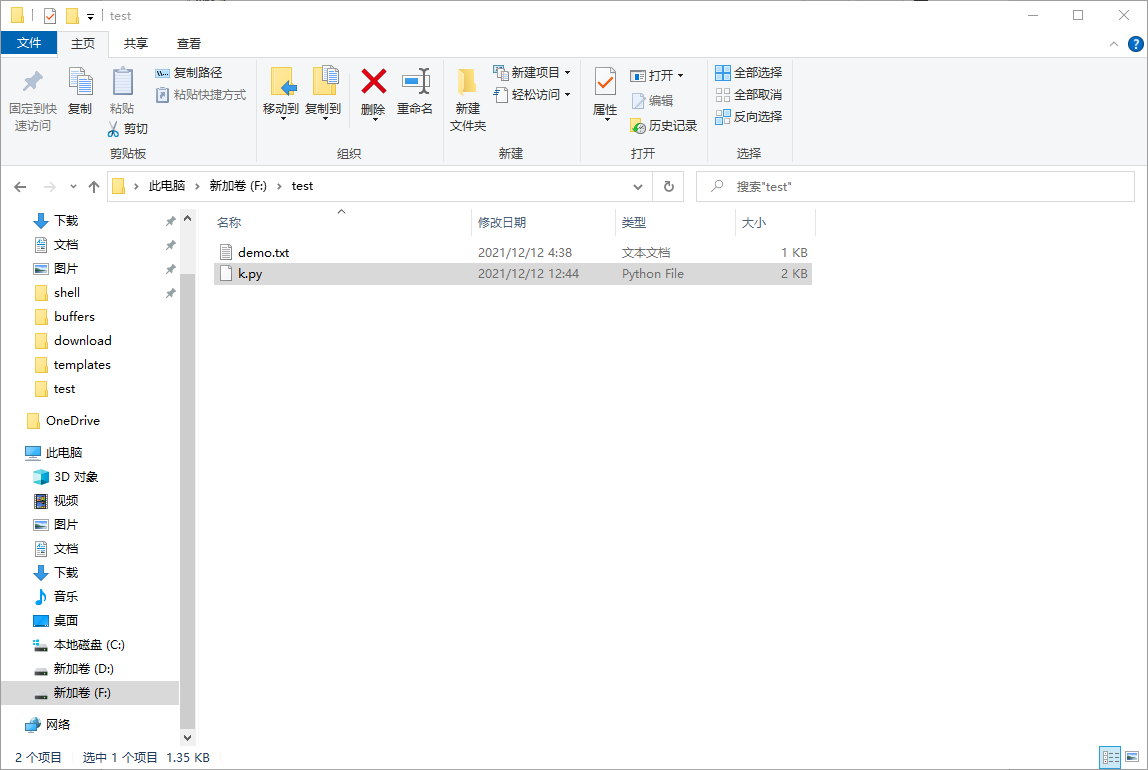 test
文件 主页 共享 查看
固定到快速访问
复制
粘贴
复制路径
粘贴快捷方式
剪切
剪贴板
移动到
复制到
删除
重命名
组织
新建文件夹
新建项目
轻松访问
新建
属性
打开
编辑
历史记录
打开
全部选择
全部取消
反向选择
选择
此电脑 › 新加卷 (F:) › test
搜索"test"
名称 修改日期 类型 大小
demo.txt 2021/12/12 4:38 文本文档 1 KB
k.py 2021/12/12 12:44 Python File 2 KB
下载
文档
图片
shell
buffers
download
templates
test
OneDrive
此电脑
3D 对象
视频
图片
文档
下载
音乐
桌面
本地磁盘 (C:)
新加卷 (D:)
新加卷 (F:)
网络
2 个项目 选中 1 个项目 1.35 KB